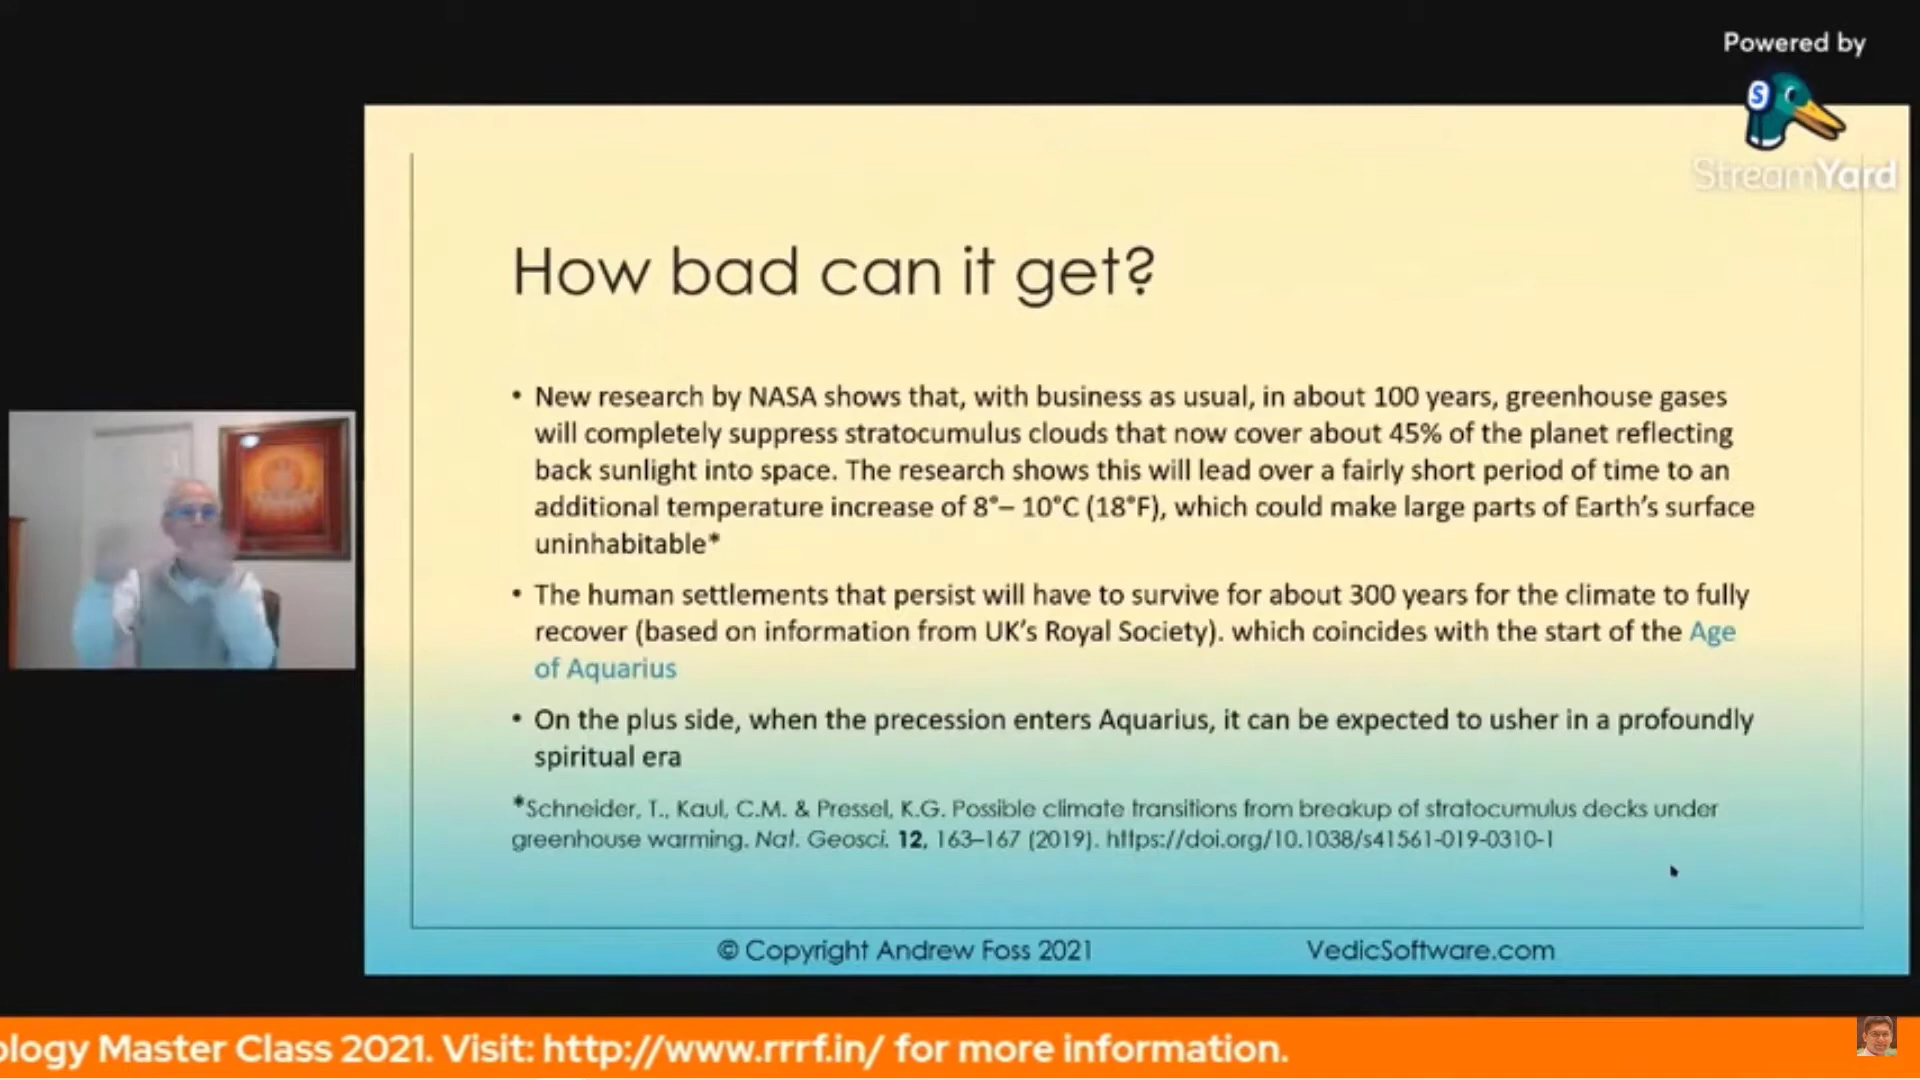 Powered by
StreamYard
How bad can it get?
• New research by NASA shows that, with business as usual, in about 100 years, greenhouse gases
will completely suppress stratocumulus clouds that now cover about 45% of the planet reflecting
back sunlight into space. The research shows this will lead over a fairly short period of time to an
additional temperature increase of 8°– 10°C (18°F), which could make large parts of Earth’s surface
uninhabitable*
• The human settlements that persist will have to survive for about 300 years for the climate to fully
recover (based on information from UK’s Royal Society). which coincides with the start of the Age
of Aquarius
• On the plus side, when the precession enters Aquarius, it can be expected to usher in a profoundly
spiritual era
*Schneider, T., Kaul, C.M. & Pressel, K.G. Possible climate transitions from breakup of stratocumulus decks under
greenhouse warming. Nat. Geosci. 12, 163–167 (2019). https://doi.org/10.1038/s41561-019-0310-1
© Copyright Andrew Foss 2021 VedicSoftware.com
ology Master Class 2021. Visit: http://www.rrrf.in/ for more information.